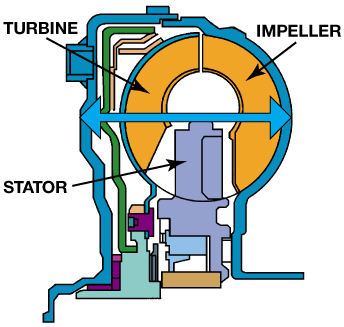 TURBINE
IMPELLER
STATOR